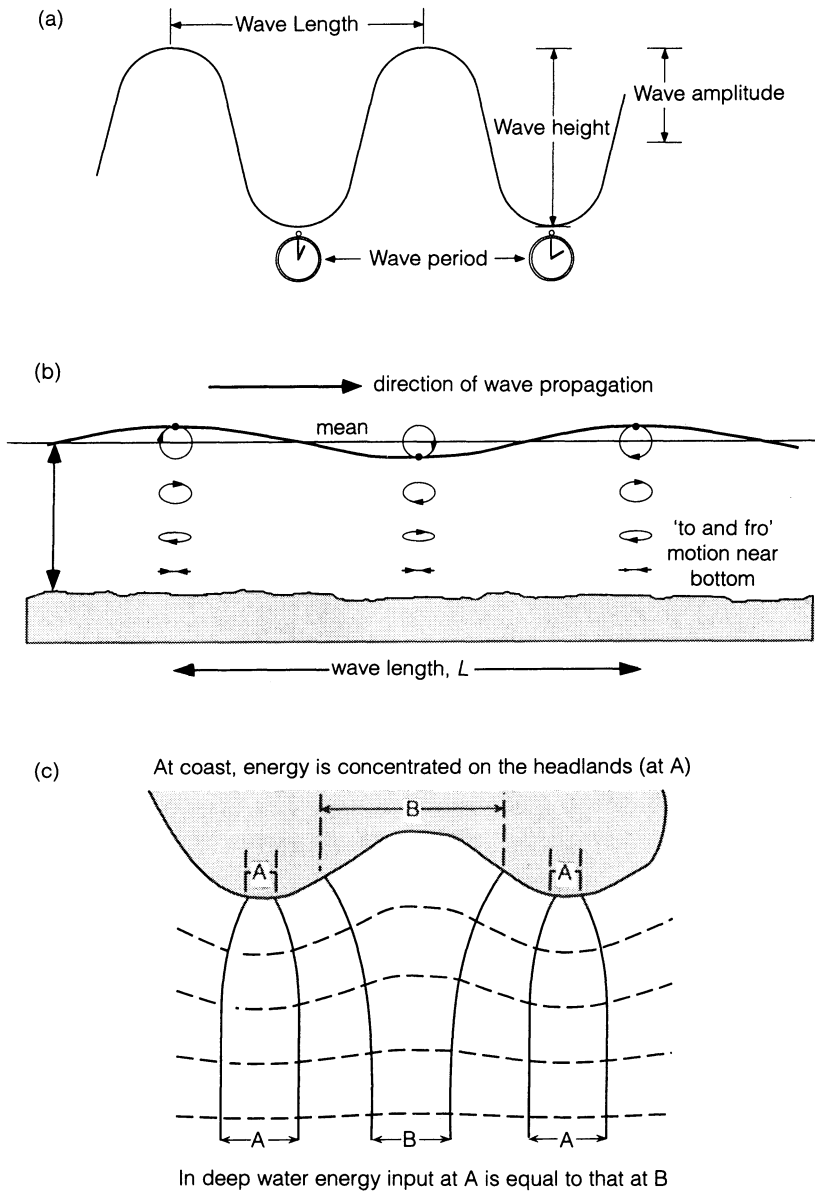 (a)
Wave Length
Wave amplitude
Wave height
Wave period
(b)
direction of wave propagation
mean
'to and fro'
motion near
bottom
wave length, L
(c)
At coast, energy is concentrated on the headlands (at A)
B
A
A
A
B
A
In deep water energy input at A is equal to that at B